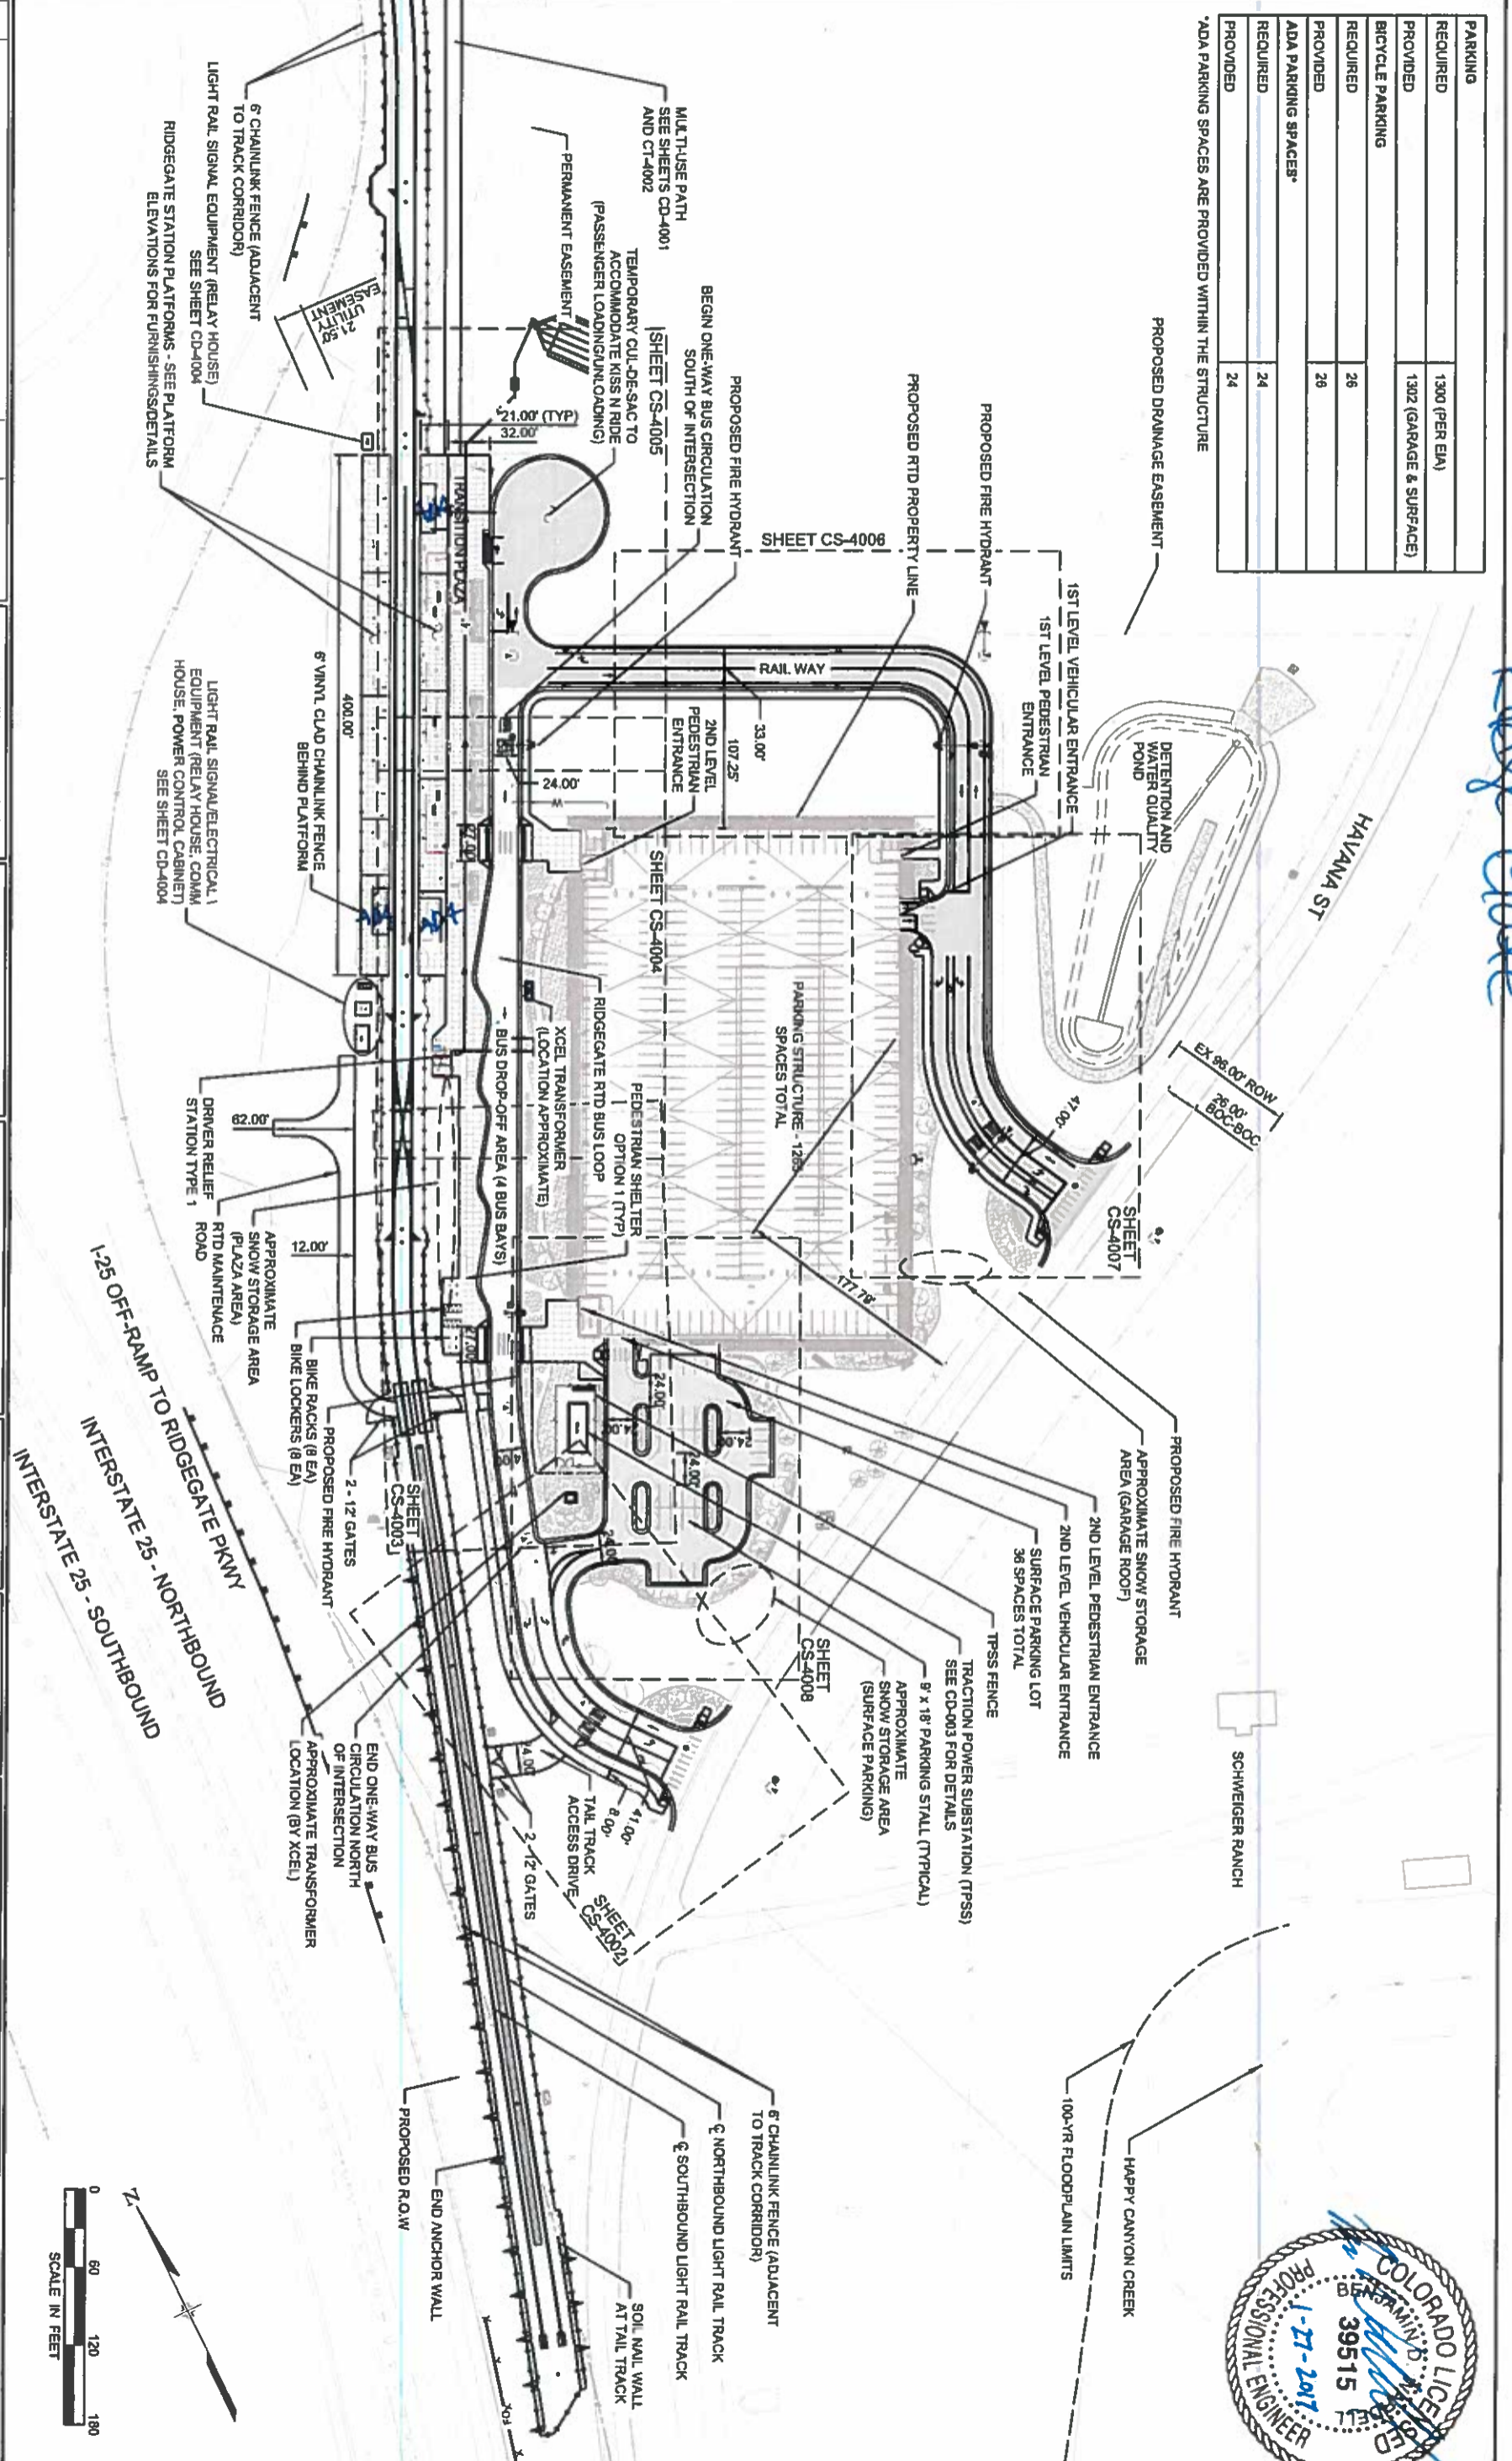 PARKING
REQUIRED 1300 (PER EIA)
PROVIDED 1302 (GARAGE & SURFACE)
BICYCLE PARKING
REQUIRED 26
PROVIDED 26
ADA PARKING SPACES*
REQUIRED 24
PROVIDED 24
*ADA PARKING SPACES ARE PROVIDED WITHIN THE STRUCTURE
PROPOSED DRAINAGE EASEMENT
DETENTION AND
WATER QUALITY
POND
HAVANA ST
EX 96.00' ROW
26.00'
BOC-BOC
SCHWEIGER RANCH
HAPPY CANYON CREEK
100-YR FLOODPLAIN LIMITS
COLORADO LICENSED
39515
1-27-2017
PROFESSIONAL ENGINEER
MULTI-USE PATH
SEE SHEETS CD-4001
AND CT-4002
PERMANENT EASEMENT
TEMPORARY CUL-DE-SAC TO
ACCOMMODATE KISS N RIDE
(PASSENGER LOADING/UNLOADING)
SHEET CS-4005
BEGIN ONE-WAY BUS CIRCULATION
SOUTH OF INTERSECTION
PROPOSED FIRE HYDRANT
SHEET CS-4006
PROPOSED RTD PROPERTY LINE
PROPOSED FIRE HYDRANT
1ST LEVEL VEHICULAR ENTRANCE
1ST LEVEL PEDESTRIAN
ENTRANCE
RAIL WAY
33.00'
107.25'
2ND LEVEL
PEDESTRIAN
ENTRANCE
24.00'
SHEET CS-4004
PARKING STRUCTURE -
SPACES TOTAL
47.00'
SHEET
CS-4007
177.79'
6' CHAINLINK FENCE (ADJACENT
TO TRACK CORRIDOR)
LIGHT RAIL SIGNAL EQUIPMENT (RELAY HOUSE)
SEE SHEET CD-4004
RIDGEGATE STATION PLATFORMS - SEE PLATFORM
ELEVATIONS FOR FURNISHINGS/DETAILS
UTILITY
EASEMENT
21.00' (TYP)
32.00'
TRANSITION PLAZA
ADA
ADA
ADA
400.00'
27.00'
6' VINYL CLAD CHAINLINK FENCE
BEHIND PLATFORM
LIGHT RAIL SIGNAL/ELECTRICAL
EQUIPMENT (RELAY HOUSE, COMM
HOUSE, POWER CONTROL CABINET)
SEE SHEET CD-4004
RIDGEGATE RTD BUS LOOP
XCEL TRANSFORMER
(LOCATION APPROXIMATE)
PEDESTRIAN SHELTER
OPTION 1 (TYP)
BUS DROP-OFF AREA (4 BUS BAYS)
62.00'
12.00'
27.00'
DRIVER RELIEF
STATION TYPE 1
RTD MAINTENACE
ROAD
APPROXIMATE
SNOW STORAGE AREA
(PLAZA AREA)
BIKE RACKS (8 EA)
BIKE LOCKERS (8 EA)
PROPOSED FIRE HYDRANT
2 - 12' GATES
SHEET
CS-4003
I-25 OFF-RAMP TO RIDGEGATE PKWY
INTERSTATE 25 - NORTHBOUND
INTERSTATE 25 - SOUTHBOUND
24.00'
24.00'
24.00'
24.00'
PROPOSED FIRE HYDRANT
APPROXIMATE SNOW STORAGE
AREA (GARAGE ROOF)
2ND LEVEL PEDESTRIAN ENTRANCE
2ND LEVEL VEHICULAR ENTRANCE
SURFACE PARKING LOT
36 SPACES TOTAL
TPSS FENCE
TRACTION POWER SUBSTATION (TPSS)
SEE CD-003 FOR DETAILS
9' x 18' PARKING STALL (TYPICAL)
APPROXIMATE
SNOW STORAGE AREA
(SURFACE PARKING)
SHEET
CS-4008
41.00'
8.00'
TAIL TRACK
ACCESS DRIVE
24.00'
2 - 12' GATES
SHEET
CS-4002
END ONE-WAY BUS
CIRCULATION NORTH
OF INTERSECTION
APPROXIMATE TRANSFORMER
LOCATION (BY XCEL)
6' CHAINLINK FENCE (ADJACENT
TO TRACK CORRIDOR)
℄ NORTHBOUND LIGHT RAIL TRACK
℄ SOUTHBOUND LIGHT RAIL TRACK
SOIL NAIL WALL
AT TAIL TRACK
END ANCHOR WALL
PROPOSED R.O.W
0 60 120 180
SCALE IN FEET